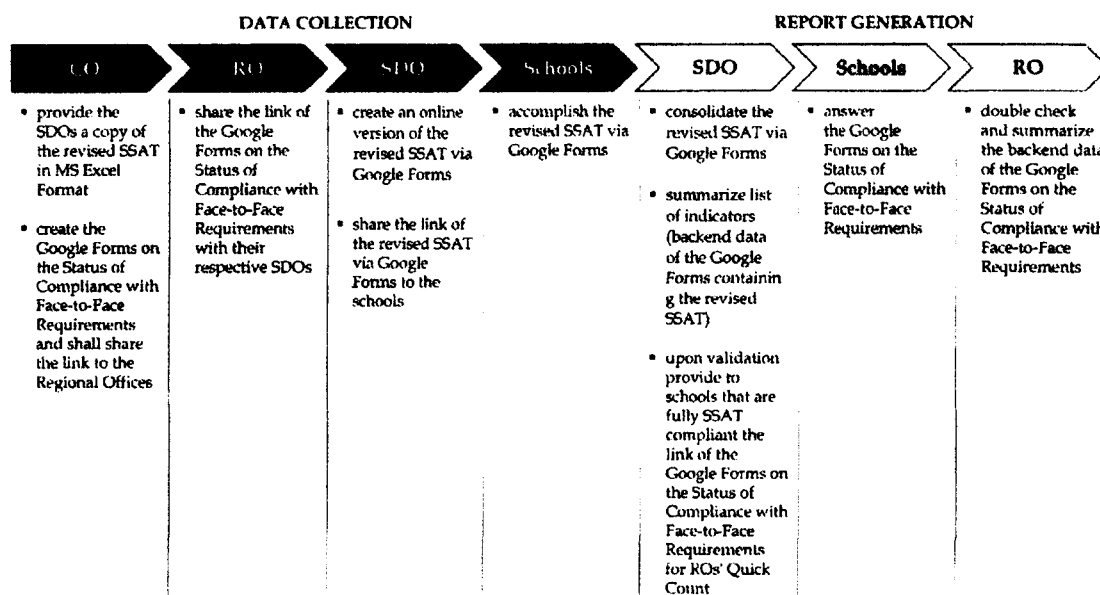 DATA COLLECTION
REPORT GENERATION
CO
RO
SDO
Schools
SDO
Schools
RO
▪ provide the
SDOs a copy of
the revised SSAT
in MS Excel
Format
▪ create the
Google Forms on
the Status of
Compliance with
Face-to-Face
Requirements
and shall share
the link to the
Regional Offices
▪ share the link of
the Google
Forms on the
Status of
Compliance with
Face-to-Face
Requirements
with their
respective SDOs
▪ create an online
version of the
revised SSAT via
Google Forms
▪ share the link of
the revised SSAT
via Google
Forms to the
schools
▪ accomplish the
revised SSAT via
Google Forms
▪ consolidate the
revised SSAT via
Google Forms
▪ summarize list
of indicators
(backend data
of the Google
Forms containin
g the revised
SSAT)
▪ upon validation
provide to
schools that are
fully SSAT
compliant the
link of the
Google Forms on
the Status of
Compliance with
Face-to-Face
Requirements
for ROs' Quick
Count
▪ answer
the Google
Forms on the
Status of
Compliance with
Face-to-Face
Requirements
▪ double check
and summarize
the backend data
of the Google
Forms on the
Status of
Compliance with
Face-to-Face
Requirements